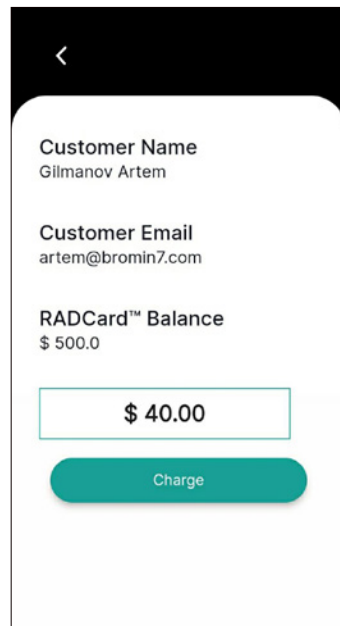 Customer Name
Gilmanov Artem
Customer Email
artem@bromin7.com
RADCard™ Balance
$ 500.0
$ 40.00
Charge